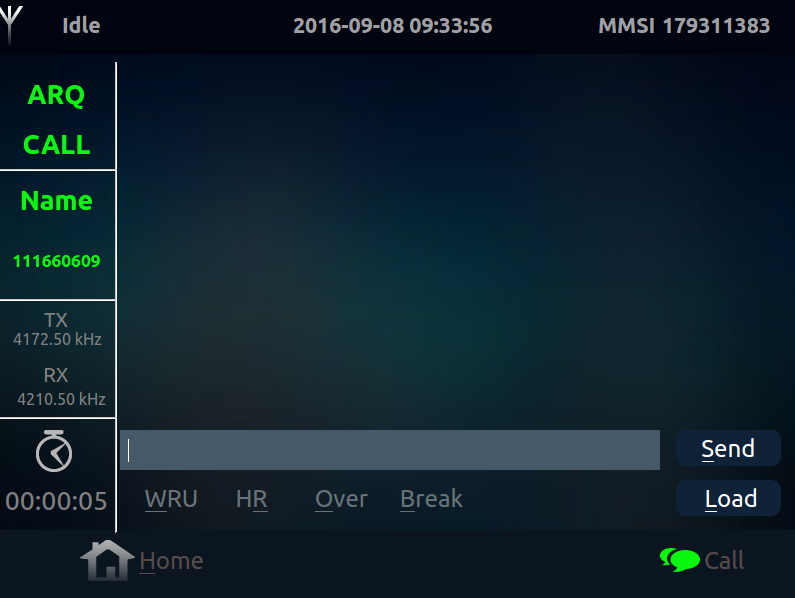 Idle 2016-09-08 09:33:56 MMSI 179311383
ARQ
CALL
Name
111660609
TX
4172.50 kHz
RX
4210.50 kHz
Send
00:00:05 WRU HR Over Break Load
Home Call